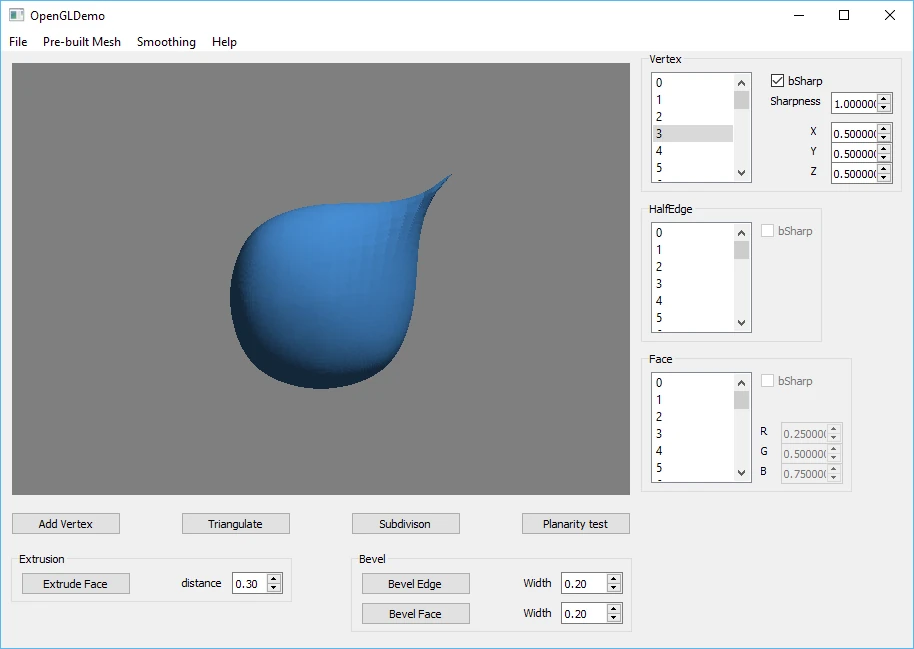 OpenGLDemo
File Pre-built Mesh Smoothing Help
Vertex
0
1
2
3
4
5
bSharp
Sharpness 1.00000
X 0.50000
Y 0.50000
Z 0.50000
HalfEdge
0
1
2
3
4
5
bSharp
Face
0
1
2
3
4
5
bSharp
R 0.25000
G 0.50000
B 0.75000
Add Vertex Triangulate Subdivison Planarity test
Extrusion
Extrude Face distance 0.30
Bevel
Bevel Edge Width 0.20
Bevel Face Width 0.20